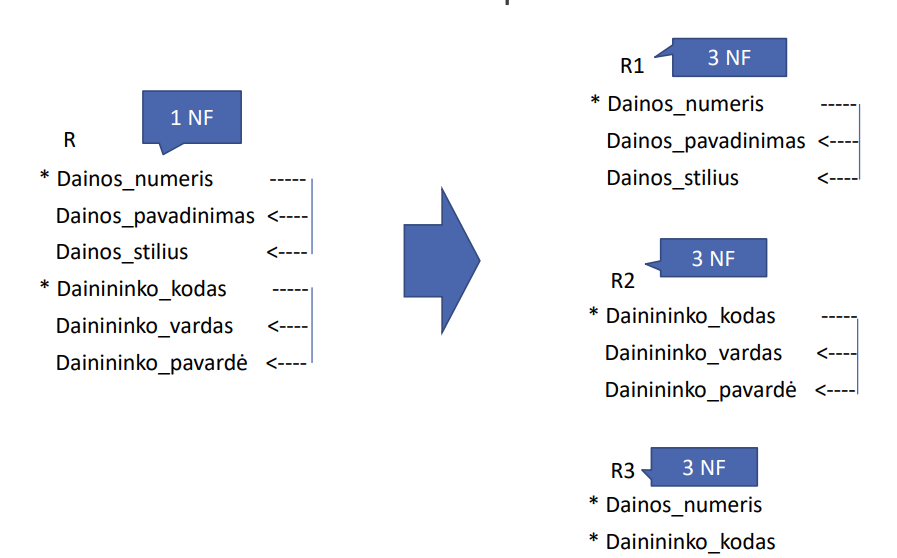 1 NF
R
* Dainos_numeris -----
Dainos_pavadinimas <----
Dainos_stilius <----
* Dainininko_kodas -----
Dainininko_vardas <----
Dainininko_pavardė <----
3 NF
R1
* Dainos_numeris -----
Dainos_pavadinimas <----
Dainos_stilius <----
3 NF
R2
* Dainininko_kodas -----
Dainininko_vardas <----
Dainininko_pavardė <----
3 NF
R3
* Dainos_numeris
* Dainininko_kodas